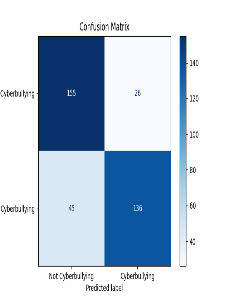 Confusion Matrix
Cyberbullying
155
26
140
120
100
80
60
40
Cyberbullying
45
136
Not Cyberbullying
Cyberbullying
Predicted label